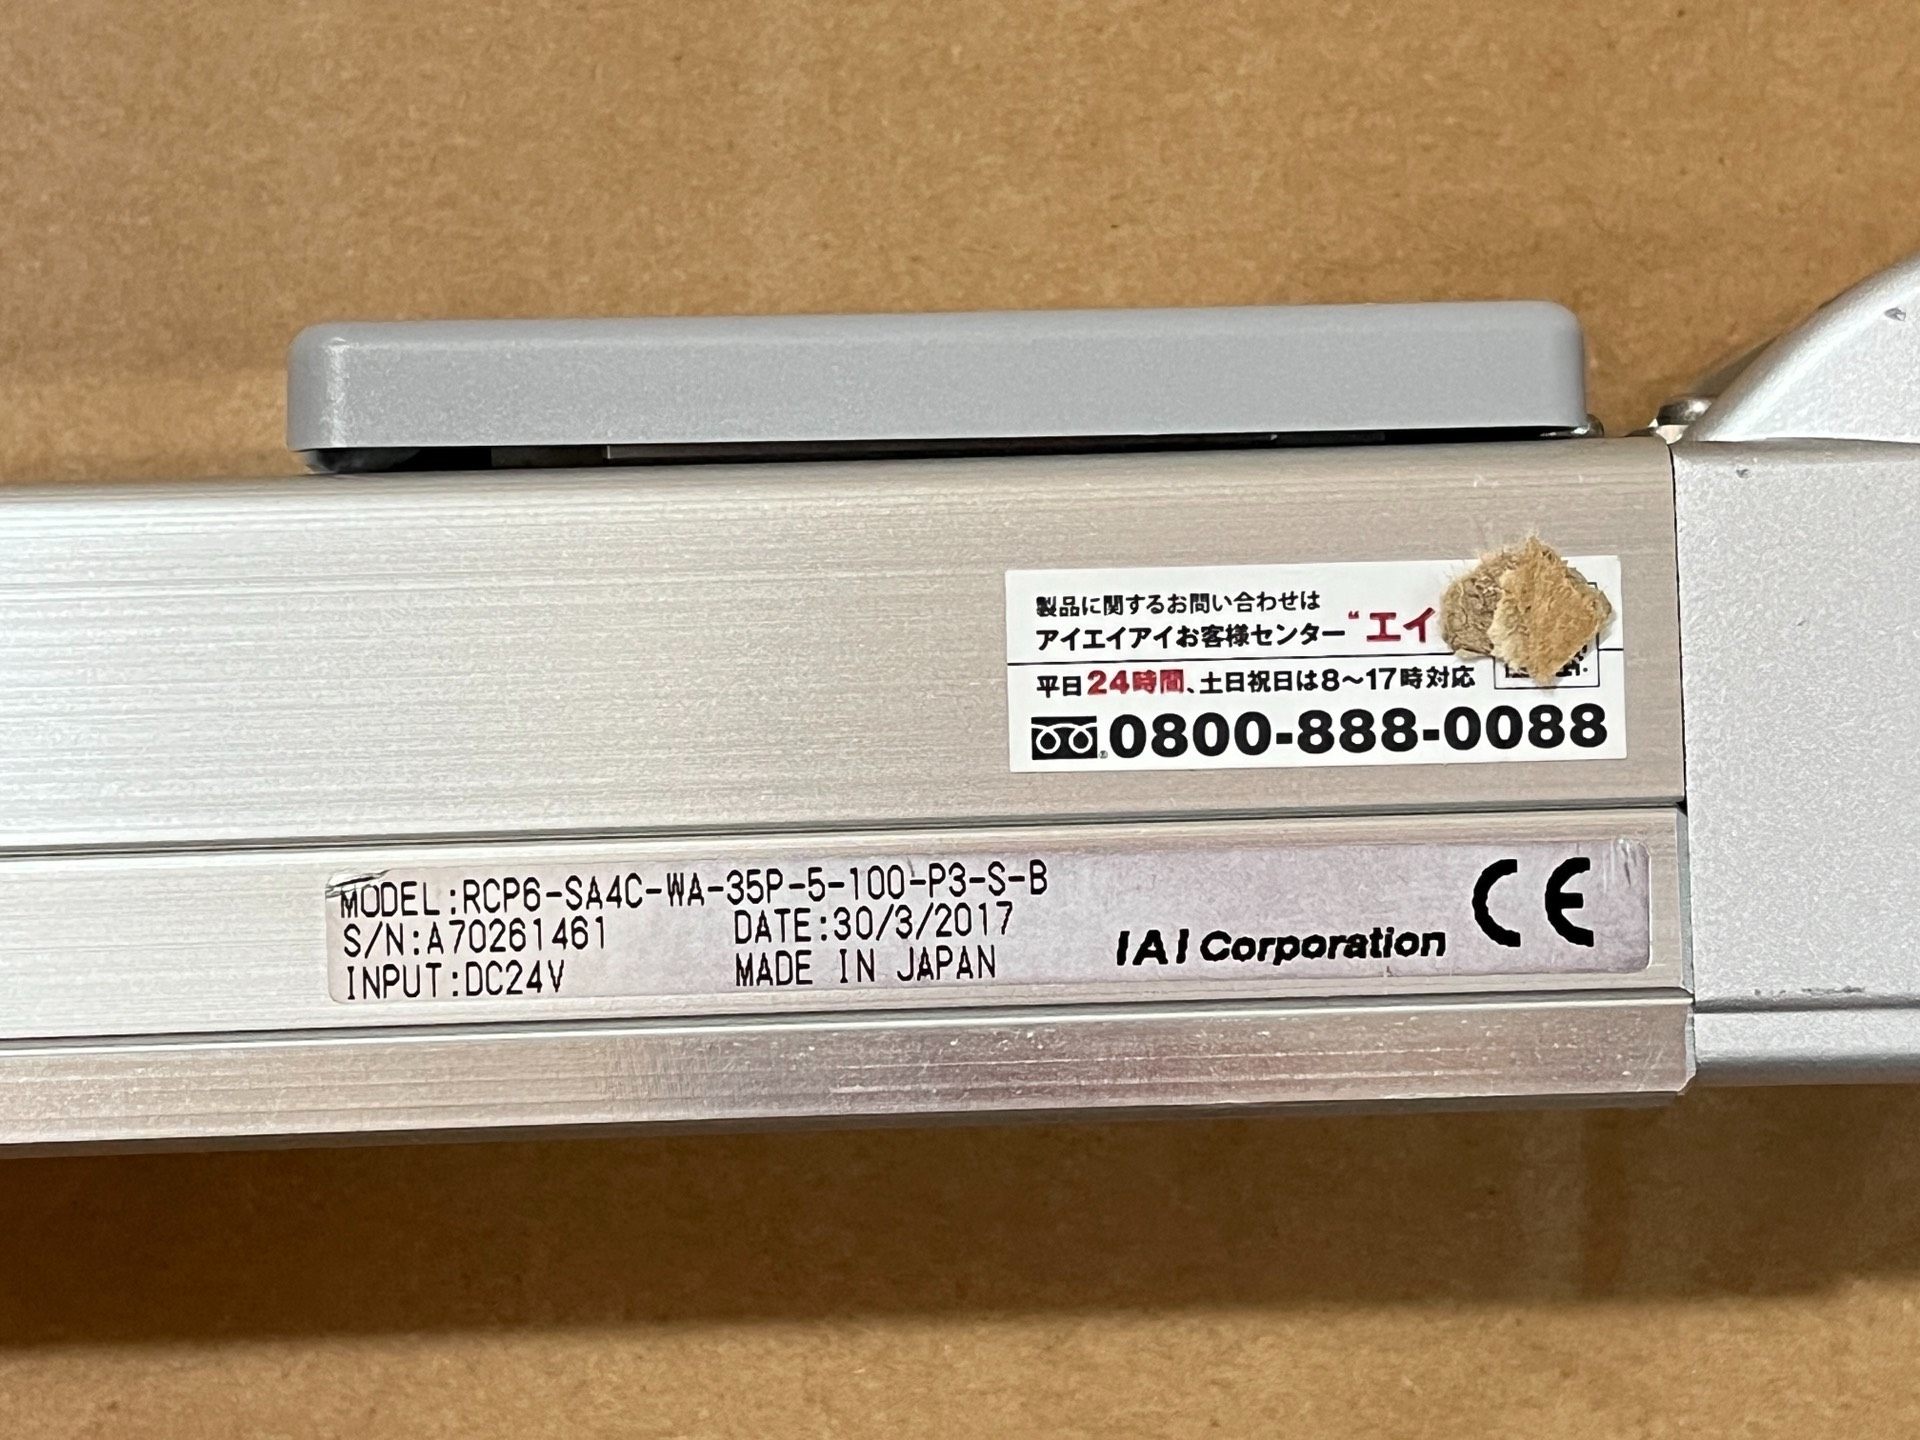 製品に関するお問い合わせは
アイエイアイお客様センター “エイ
平日24時間、土日祝日は8～17時対応
0800-888-0088
MODEL:RCP6-SA4C-WA-35P-5-100-P3-S-B
S/N:A70261461 DATE:30/3/2017
INPUT:DC24V MADE IN JAPAN
IAI Corporation CE